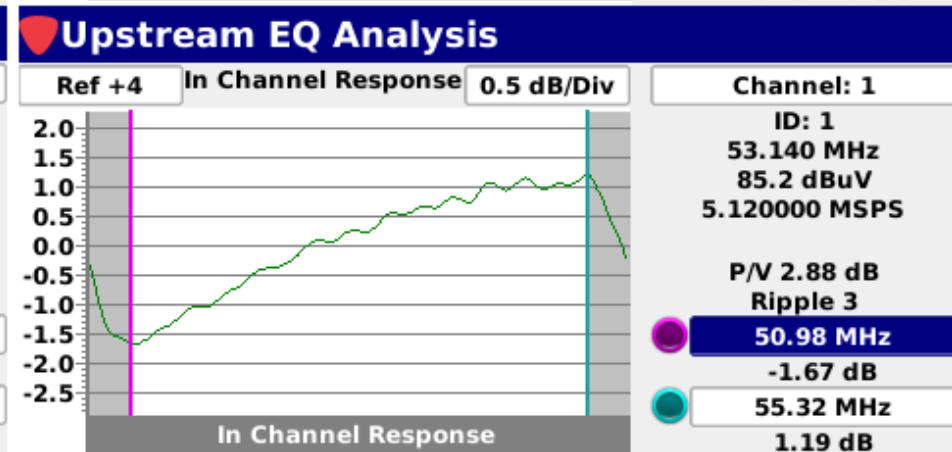 Upstream EQ Analysis
Ref +4
In Channel Response
0.5 dB/Div
2.0
1.5
1.0
0.5
0.0
-0.5
-1.0
-1.5
-2.0
-2.5
In Channel Response
Channel: 1
ID: 1
53.140 MHz
85.2 dBuV
5.120000 MSPS
P/V 2.88 dB
Ripple 3
50.98 MHz
-1.67 dB
55.32 MHz
1.19 dB